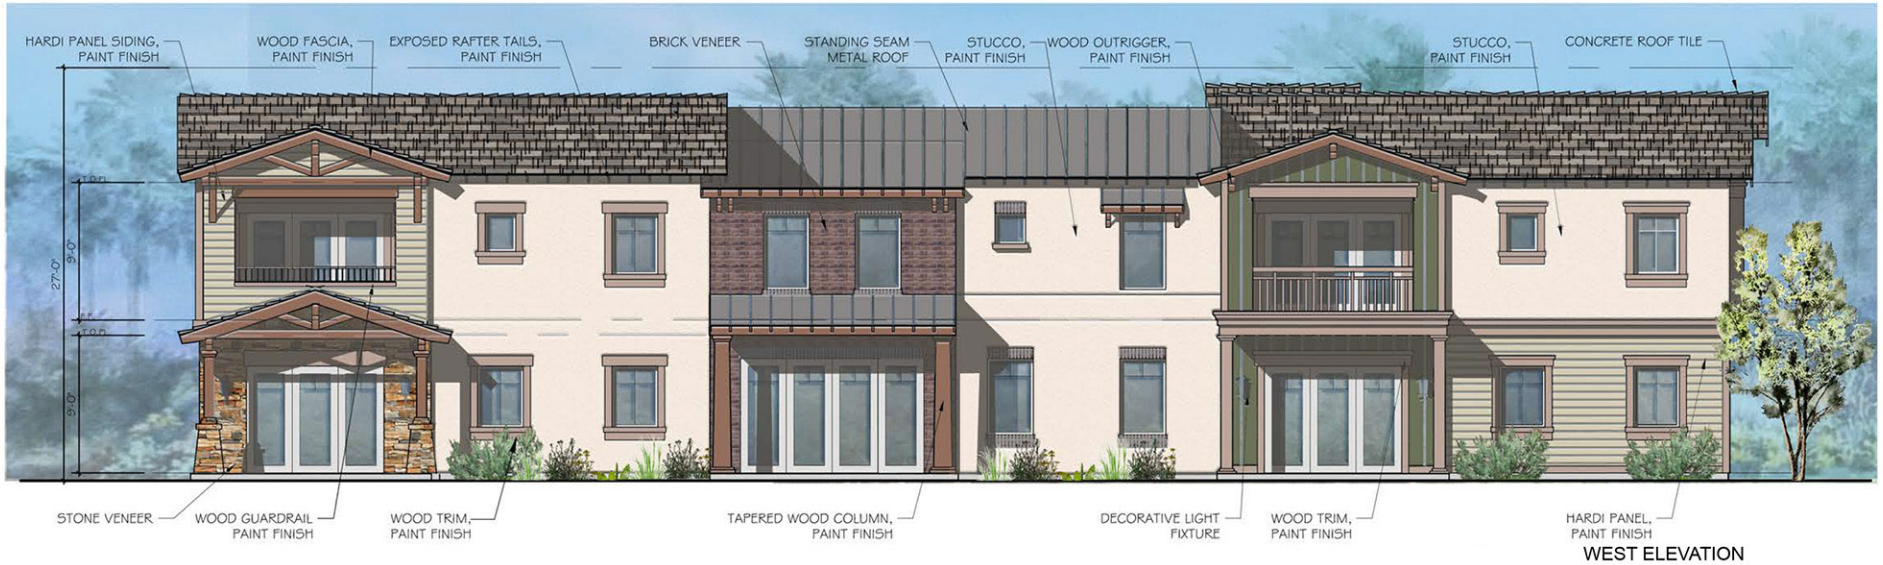 HARDI PANEL SIDING,
PAINT FINISH
WOOD FASCIA,
PAINT FINISH
EXPOSED RAFTER TAILS,
PAINT FINISH
BRICK VENEER
STANDING SEAM
METAL ROOF
STUCCO,
PAINT FINISH
WOOD OUTRIGGER,
PAINT FINISH
STUCCO,
PAINT FINISH
CONCRETE ROOF TILE
T.O.PL
27'-0"
9'-0"
T.O.PL
9'-0"
STONE VENEER
WOOD GUARDRAIL
PAINT FINISH
WOOD TRIM,
PAINT FINISH
TAPERED WOOD COLUMN,
PAINT FINISH
DECORATIVE LIGHT
FIXTURE
WOOD TRIM,
PAINT FINISH
HARDI PANEL,
PAINT FINISH
WEST ELEVATION